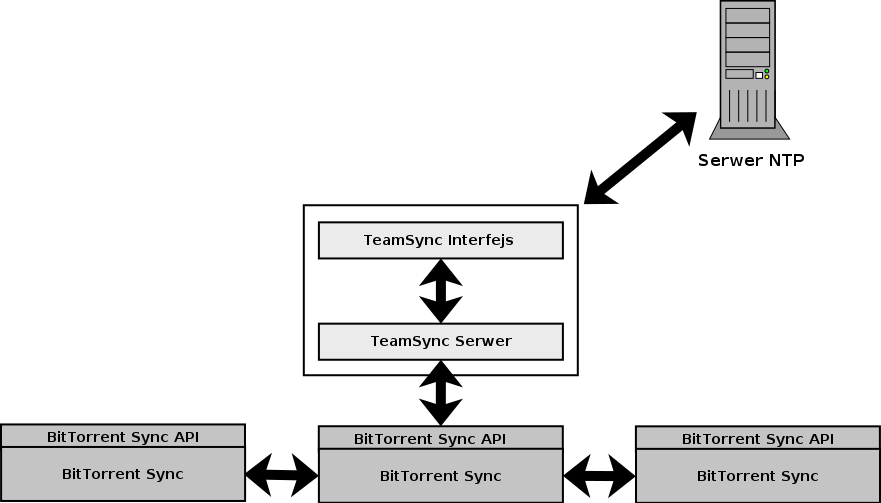 Serwer NTP
TeamSync Interfejs
TeamSync Serwer
BitTorrent Sync API
BitTorrent Sync
BitTorrent Sync API
BitTorrent Sync
BitTorrent Sync API
BitTorrent Sync